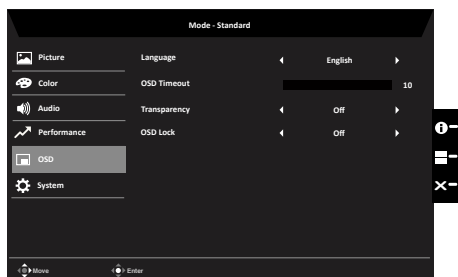 Mode - Standard
Picture
Language
English
Color
OSD Timeout
10
Audio
Transparency
Off
Performance
OSD Lock
Off
OSD
System
Move
Enter